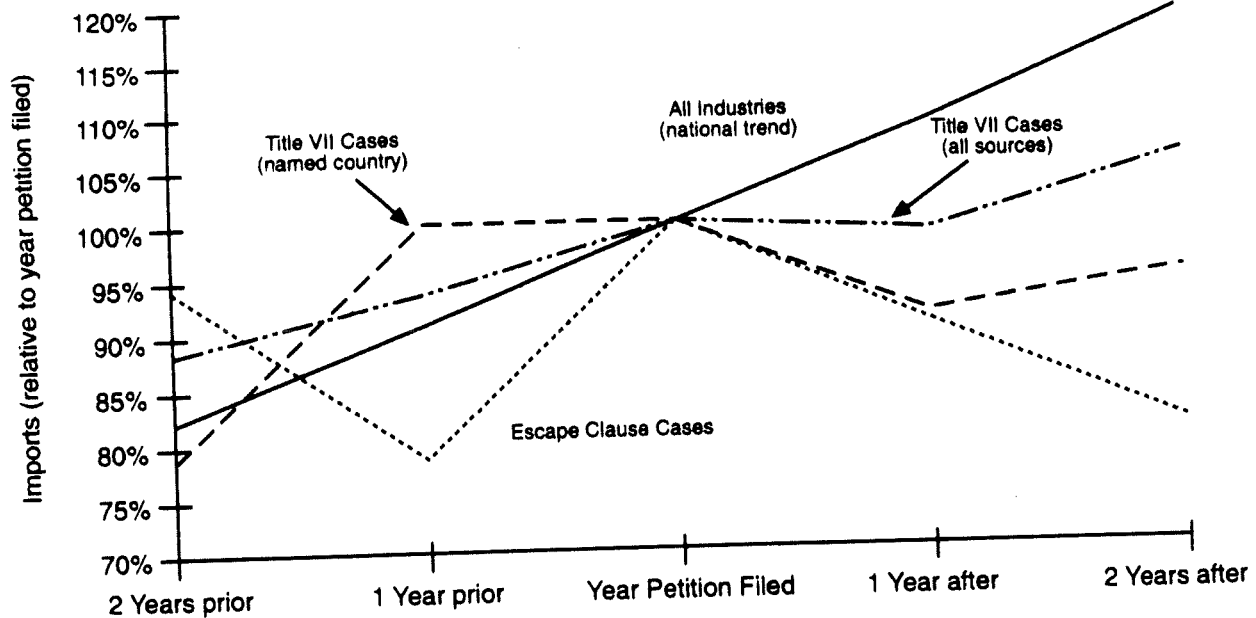 120%
115%
110%
105%
100%
95%
90%
85%
80%
75%
70%
Imports (relative to year petition filed)
Title VII Cases
(named country)
All Industries
(national trend)
Title VII Cases
(all sources)
Escape Clause Cases
2 Years prior
1 Year prior
Year Petition Filed
1 Year after
2 Years after